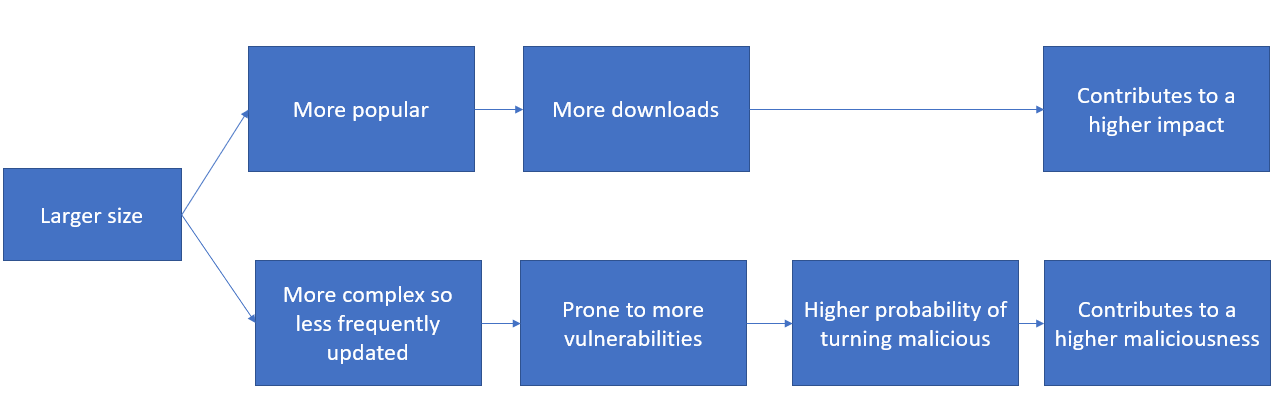 Larger size
More popular
More downloads
Contributes to a
higher impact
More complex so
less frequently
updated
Prone to more
vulnerabilities
Higher probability of
turning malicious
Contributes to a
higher maliciousness